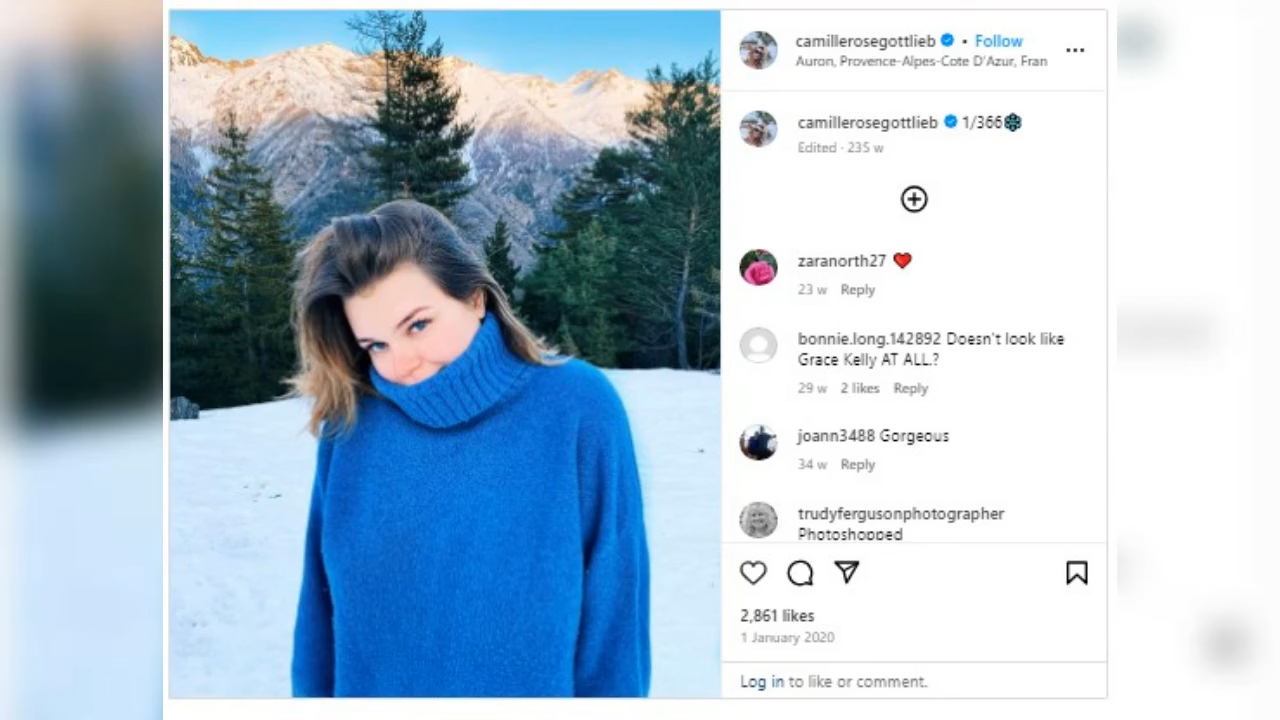 camillerosegottlieb • Follow
Auron, Provence-Alpes-Cote D'Azur, Fran
camillerosegottlieb 1/366
Edited · 235 w
zaranorth27 ❤️
23 w Reply
bonnie.long.142892 Doesn't look like
Grace Kelly AT ALL.?
29 w 2 likes Reply
joann3488 Gorgeous
34 w Reply
trudyfergusonphotographer
Photoshopped
2,861 likes
1 January 2020
Log in to like or comment.